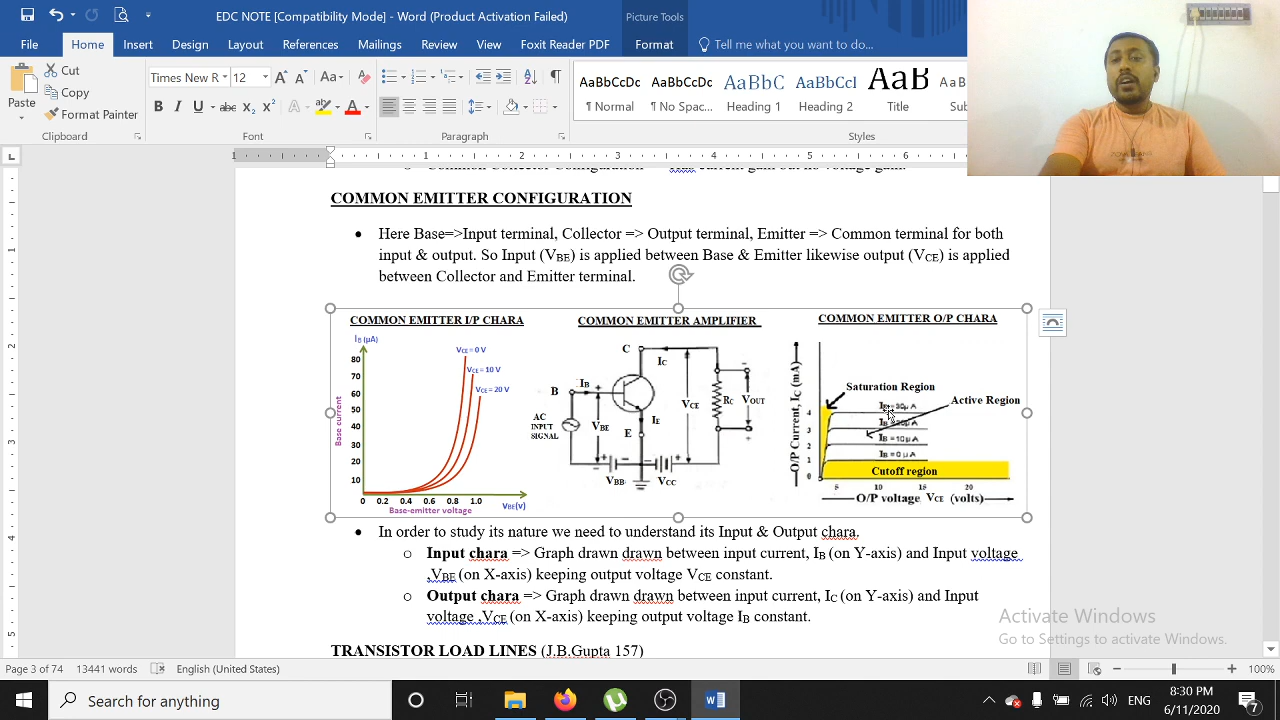 EDC NOTE [Compatibility Mode] - Word (Product Activation Failed)
Picture Tools
File Home Insert Design Layout References Mailings Review View Foxit Reader PDF Format Tell me what you want to do...
Paste
Cut
Copy
Format Painter
Clipboard
Times New R 12
Font
Paragraph
AaBbCcDc AaBbCcDc AaBbC AaBbCcI AaB
¶ Normal ¶ No Spac... Heading 1 Heading 2 Title Sub
Styles
COMMON EMITTER CONFIGURATION
• Here Base=>Input terminal, Collector => Output terminal, Emitter => Common terminal for both
input & output. So Input (VBE) is applied between Base & Emitter likewise output (VCE) is applied
between Collector and Emitter terminal.
COMMON EMITTER I/P CHARA
IB (µA)
80
70
60
50
40
30
20
10
0 0.2 0.4 0.6 0.8 1.0
Base current
VCE = 0 V
VCE = 10 V
VCE = 20 V
VBE(v)
Base-emitter voltage
COMMON EMITTER AMPLIFIER
C
IC
IB
B
AC
INPUT
SIGNAL
VBE
IE
E
VCE
RC
VOUT
VBB
VCC
COMMON EMITTER O/P CHARA
O/P Current, IC (mA)
Saturation Region
Active Region
IB = 30µA
IB = 10µA
IB = 0µA
Cutoff region
4
3
2
1
0
5 10 15 20
O/P voltage, VCE (volts)
• In order to study its nature we need to understand its Input & Output chara.
o Input chara => Graph drawn drawn between input current, IB (on Y-axis) and Input voltage
,VBE (on X-axis) keeping output voltage VCE constant.
o Output chara => Graph drawn drawn between input current, IC (on Y-axis) and Input
voltage ,VCE (on X-axis) keeping output voltage IB constant.
TRANSISTOR LOAD LINES (J.B.Gupta 157)
Activate Windows
Go to Settings to activate Windows.
Page 3 of 74 13441 words English (United States) 100%
Search for anything
ENG
8:30 PM
6/11/2020
7